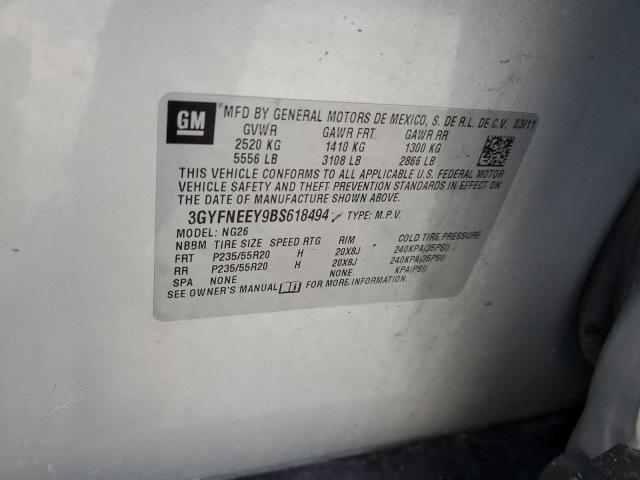 GM
MFD BY GENERAL MOTORS DE MEXICO, S. DE R.L. DE C.V. 03/11
GVWR GAWR FRT GAWR RR
2520 KG 1410 KG 1300 KG
5556 LB 3108 LB 2866 LB
THIS VEHICLE CONFORMS TO ALL APPLICABLE U.S. FEDERAL MOTOR
VEHICLE SAFETY AND THEFT PREVENTION STANDARDS IN EFFECT ON
THE DATE OF MANUFACTURE SHOWN ABOVE.
3GYFNEEY9BS618494 TYPE: M.P.V.
MODEL: NG26
NBBM TIRE SIZE SPEED RTG RIM COLD TIRE PRESSURE
FRT P235/55R20 H 20X8J 240KPA(35PSI)
RR P235/55R20 H 20X8J 240KPA(35PSI)
SPA NONE NONE KPA(PSI)
SEE OWNER'S MANUAL FOR MORE INFORMATION.